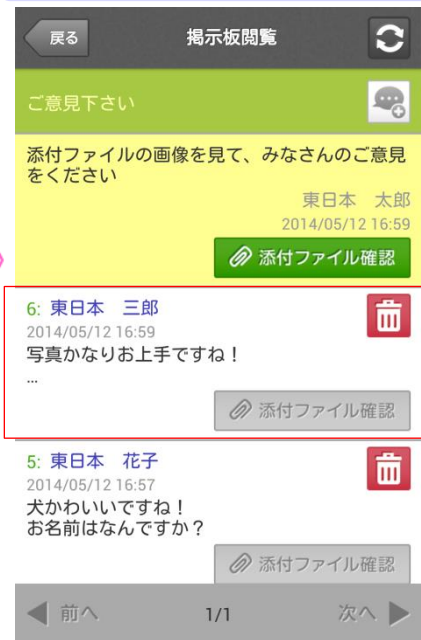 戻る
掲示板閲覧
ご意見下さい
添付ファイルの画像を見て、みなさんのご意見
をください
東日本　太郎
2014/05/12 16:59
添付ファイル確認
6: 東日本　三郎
2014/05/12 16:59
写真かなりお上手ですね！
...
添付ファイル確認
5: 東日本　花子
2014/05/12 16:57
犬かわいいですね！
お名前はなんですか？
添付ファイル確認
前へ
1/1
次へ